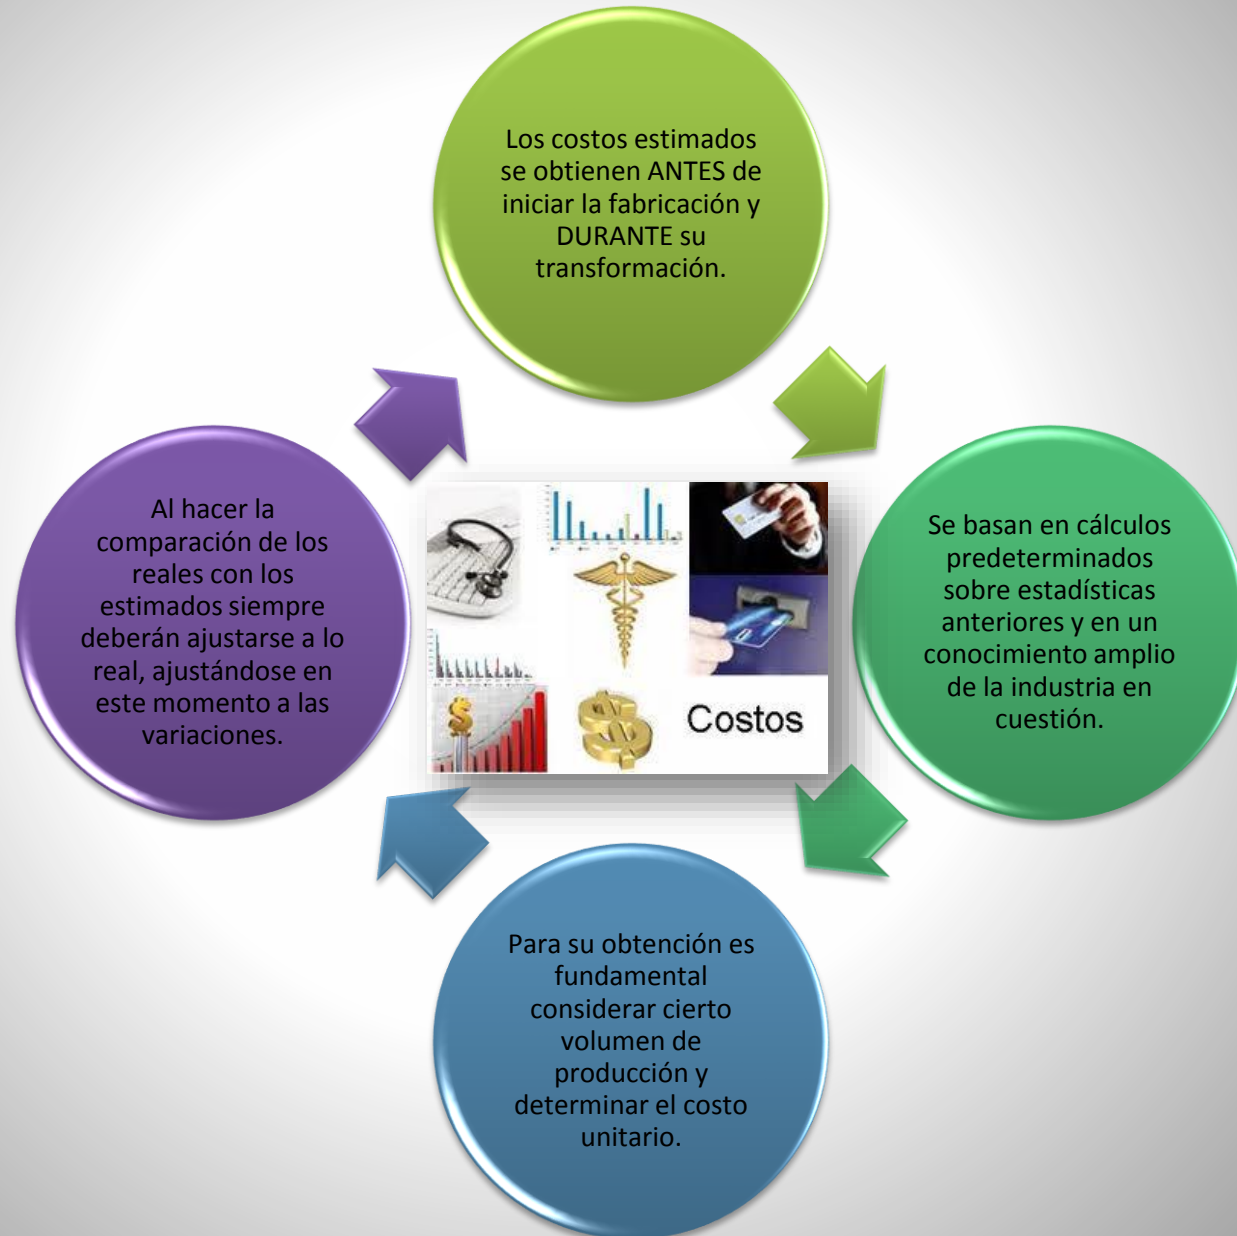 Los costos estimados
se obtienen ANTES de
iniciar la fabricación y
DURANTE su
transformación.
Se basan en cálculos
predeterminados
sobre estadísticas
anteriores y en un
conocimiento amplio
de la industria en
cuestión.
Para su obtención es
fundamental
considerar cierto
volumen de
producción y
determinar el costo
unitario.
Al hacer la
comparación de los
reales con los
estimados siempre
deberán ajustarse a lo
real, ajustándose en
este momento a las
variaciones.
Costos